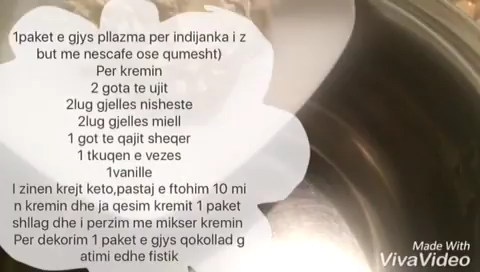 1paket e gjys pllazma per indijanka i z
but me nescafe ose qumesht)
Per kremin
2 gota te ujit
2lug gjelles nisheste
2lug gjelles miell
1 got te qajit sheqer
1 tkuqen e vezes
1vanille
I zinen krejt keto,pastaj e ftohim 10 mi
n kremin dhe ja qesim kremit 1 paket
shllag dhe i perzim me mikser kremin
Per dekorim 1 paket e gjys qokollad g
atimi edhe fistik
Made With
VivaVideo